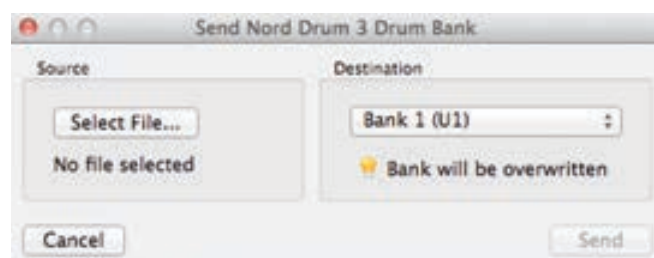 Send Nord Drum 3 Drum Bank
Source
Destination
Select File...
Bank 1 (U1)
No file selected
Bank will be overwritten
Cancel
Send